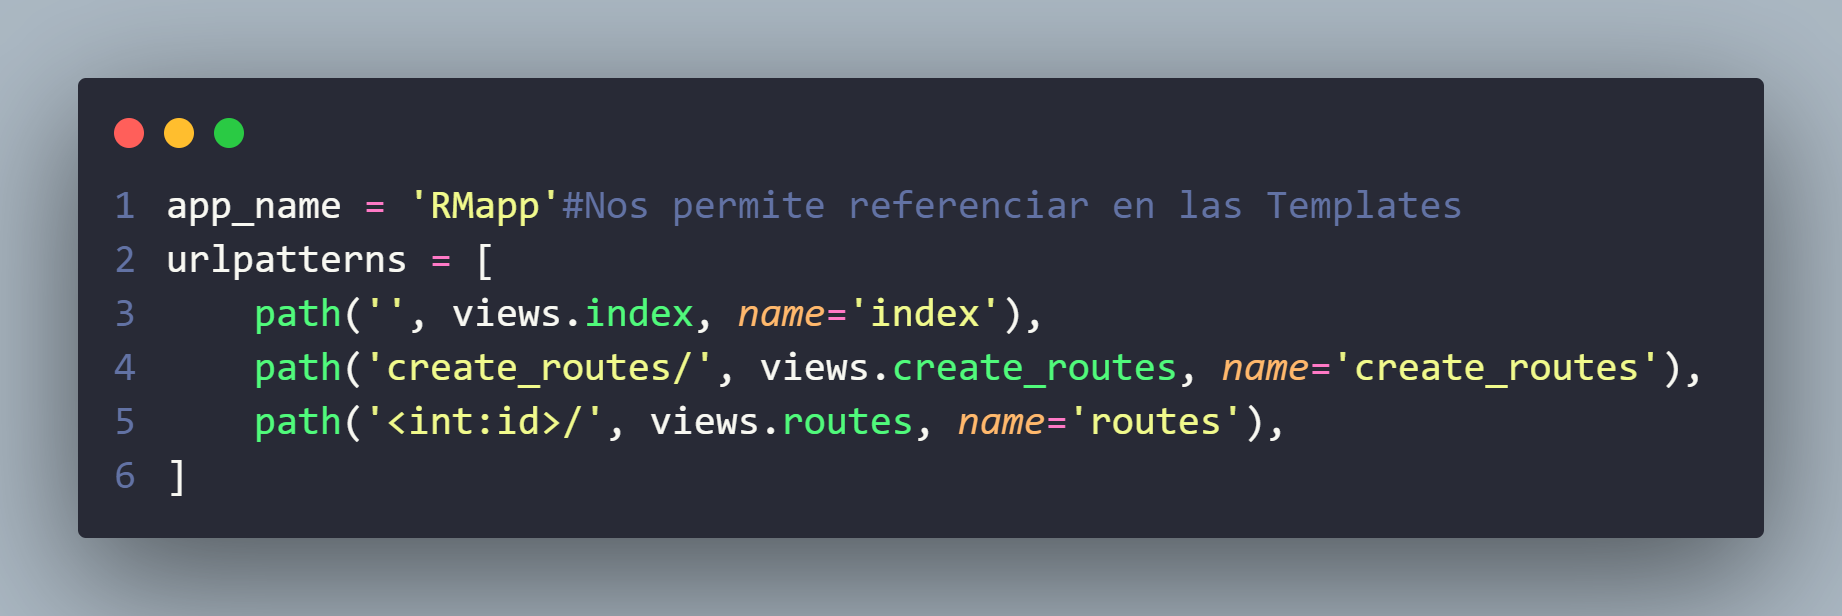 1 app_name = 'RMapp'#Nos permite referenciar en las Templates
2 urlpatterns = [
3     path('', views.index, name='index'),
4     path('create_routes/', views.create_routes, name='create_routes'),
5     path('<int:id>/', views.routes, name='routes'),
6 ]